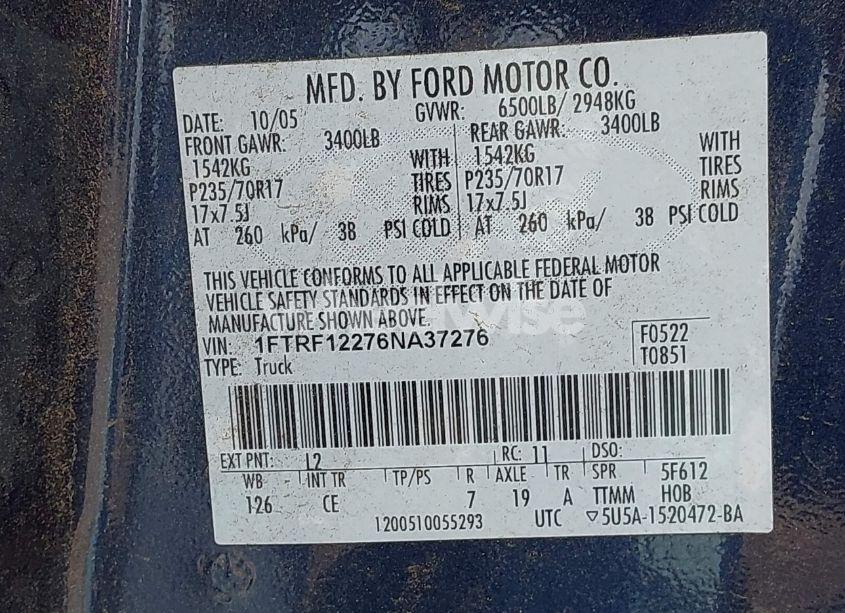 MFD. BY FORD MOTOR CO.
DATE: 10/05 GVWR: 6500LB/ 2948KG
FRONT GAWR: 3400LB REAR GAWR: 3400LB
1542KG WITH 1542KG WITH
P235/70R17 TIRES P235/70R17 TIRES
17x7.5J RIMS 17x7.5J RIMS
AT 260 kPa/ 38 PSI COLD AT 260 kPa/ 38 PSI COLD
THIS VEHICLE CONFORMS TO ALL APPLICABLE FEDERAL MOTOR
VEHICLE SAFETY STANDARDS IN EFFECT ON THE DATE OF
MANUFACTURE SHOWN ABOVE.
VIN: 1FTRF12276NA37276 F0522
TYPE: Truck T0851
EXT PNT: L2 RC: 11 DSO:
WB INT TR TP/PS R AXLE TR SPR 5F612
126 CE 7 19 A TTMM HOB
1200510055293 UTC ▽5U5A-1520472-BA